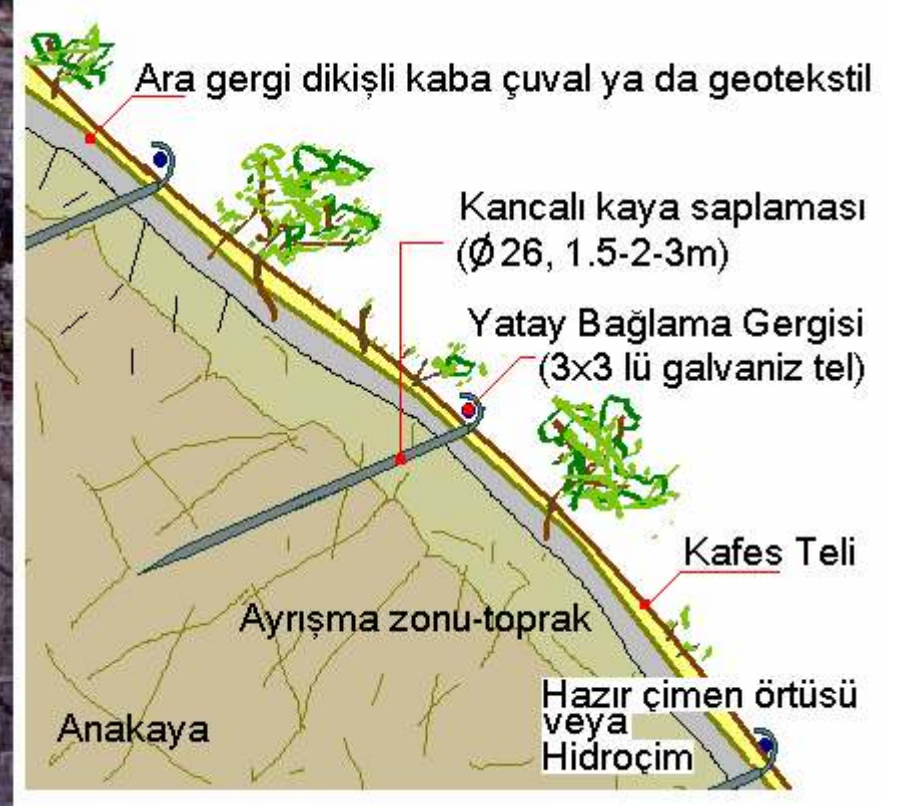 Ara gergi dikişli kaba çuval ya da geotekstil
Kancalı kaya saplaması
(Ø26, 1.5-2-3m)
Yatay Bağlama Gergisi
(3x3 lü galvaniz tel)
Kafes Teli
Ayrışma zonu-toprak
Hazır çimen örtüsü
veya
Hidroçim
Anakaya